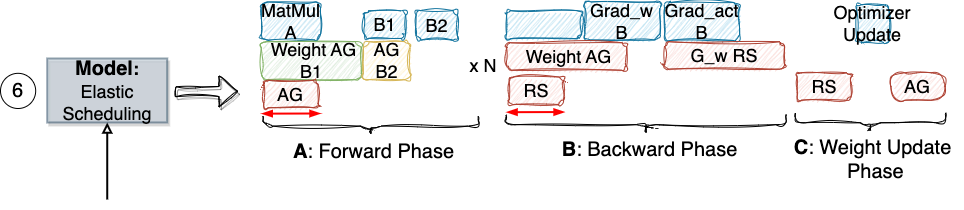 6
Model:
Elastic
Scheduling
MatMul
A
B1
B2
Weight AG
B1
AG
B2
AG
A: Forward Phase
x N
Grad_w
B
Grad_act
B
Weight AG
G_w RS
RS
B: Backward Phase
Optimizer
Update
RS
AG
C: Weight Update
Phase